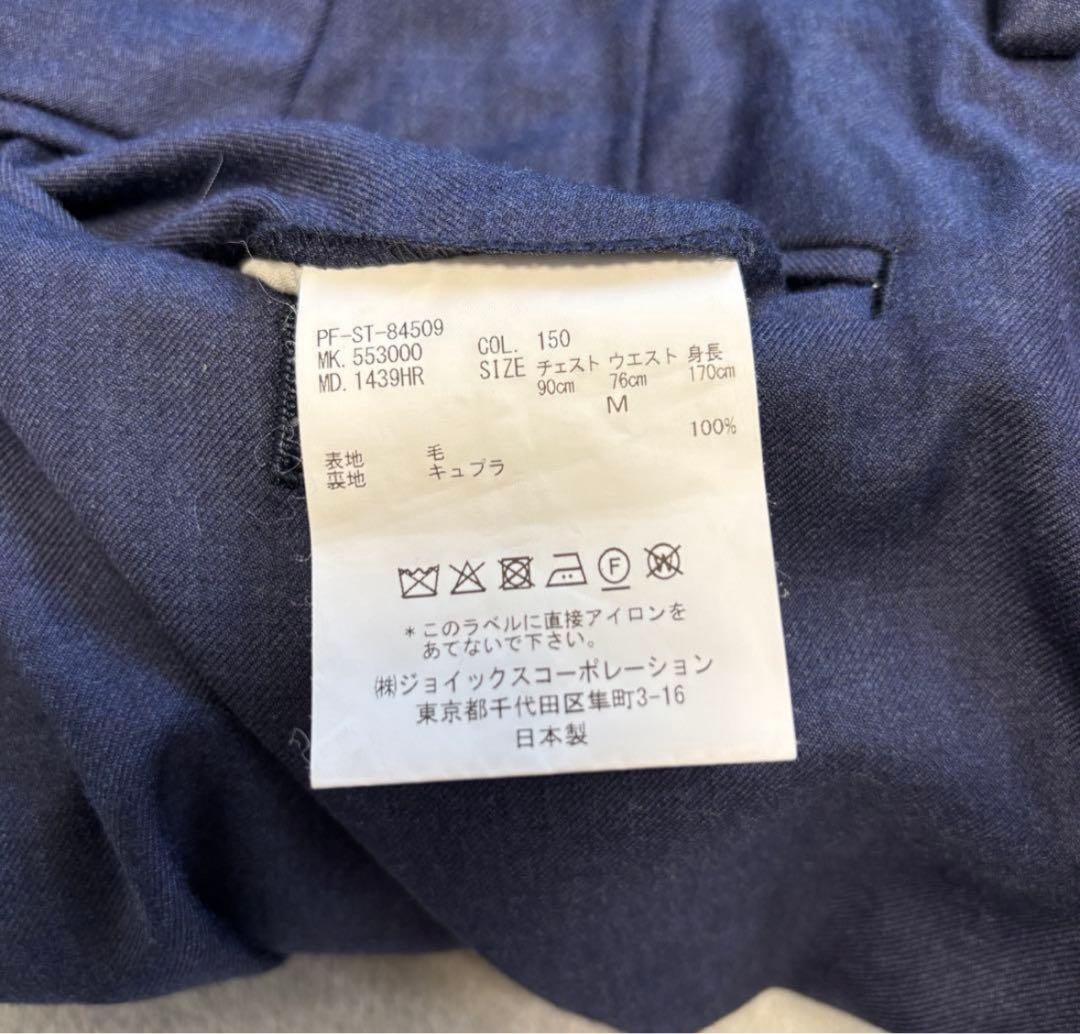 PF-ST-84509
MK. 553000
MD. 1439HR
COL. 150
SIZE チェスト ウエスト 身長
90cm 76cm 170cm
M
100%
表地 毛
裏地 キュプラ
F W
*このラベルに直接アイロンを
あてないで下さい。
㈱ジョイックスコーポレーション
東京都千代田区隼町3-16
日本製